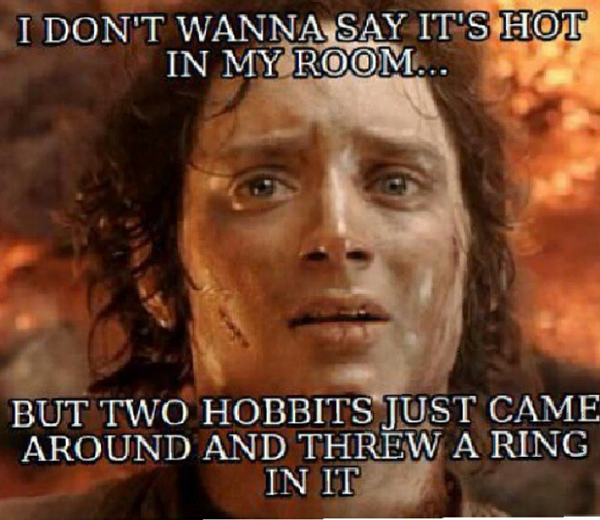 I DON'T WANNA SAY IT'S HOT
IN MY ROOM...
BUT TWO HOBBITS JUST CAME
AROUND AND THREW A RING
IN IT